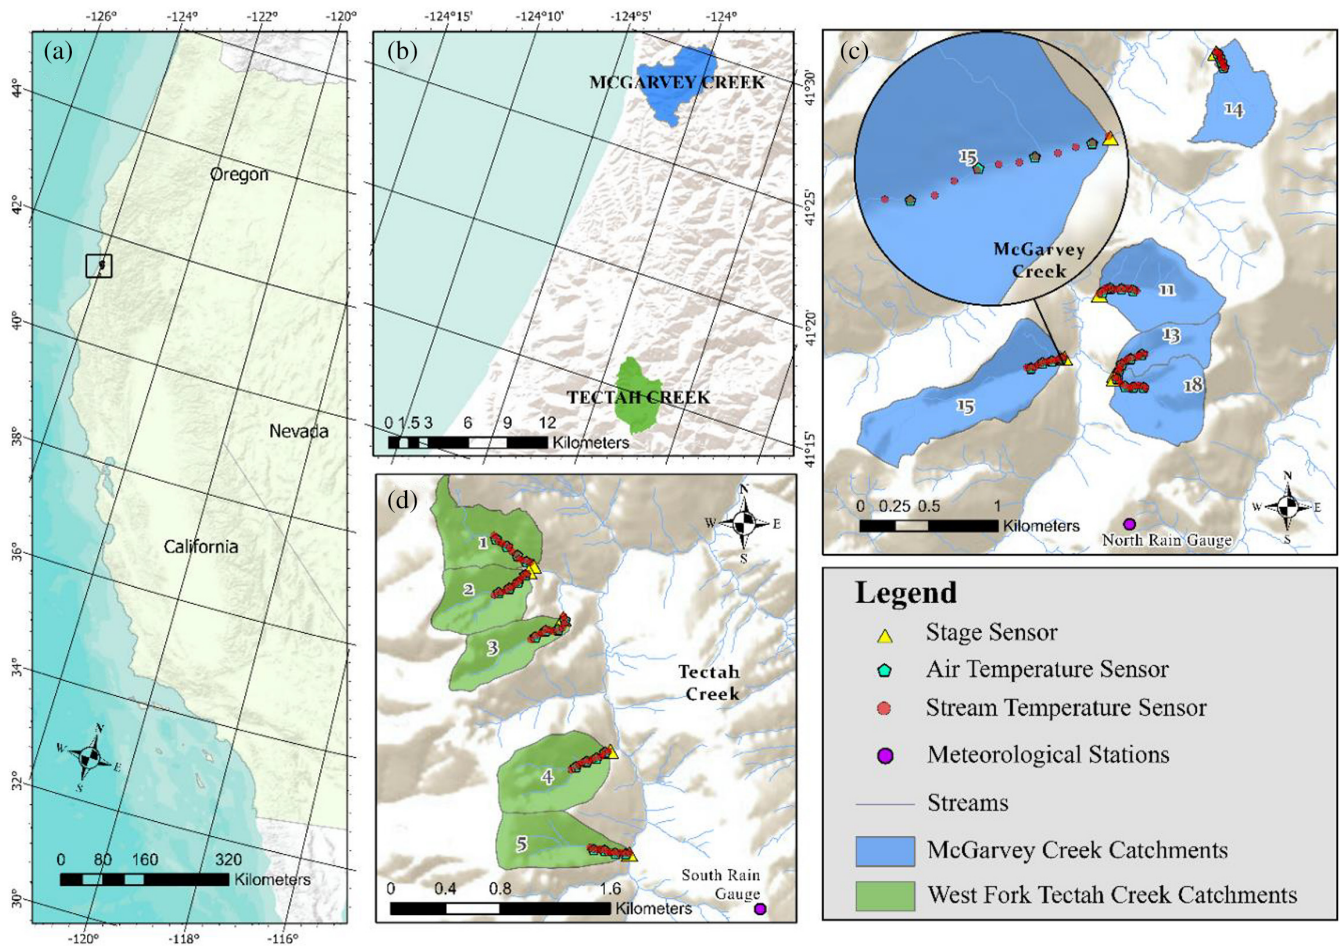 -126°
-124°
-122°
-120°
(a)
44°
42°
40°
38°
36°
34°
32°
30°
Oregon
Nevada
California
N
W
E
S
0 80 160 320
Kilometers
-120°
-118°
-116°
-124°15'
-124°10'
-124°5'
-124°
(b)
MCGARVEY CREEK
TECTAH CREEK
41°30'
41°25'
41°20'
41°15'
0 1.5 3 6 9 12
Kilometers
(c)
14
15
McGarvey
Creek
11
13
18
15
0 0.25 0.5 1
Kilometers
North Rain Gauge
N
W
E
S
(d)
N
W
E
S
1
2
3
Tectah
Creek
4
5
South Rain
Gauge
0 0.4 0.8 1.6
Kilometers
Legend
Stage Sensor
Air Temperature Sensor
Stream Temperature Sensor
Meteorological Stations
Streams
McGarvey Creek Catchments
West Fork Tectah Creek Catchments